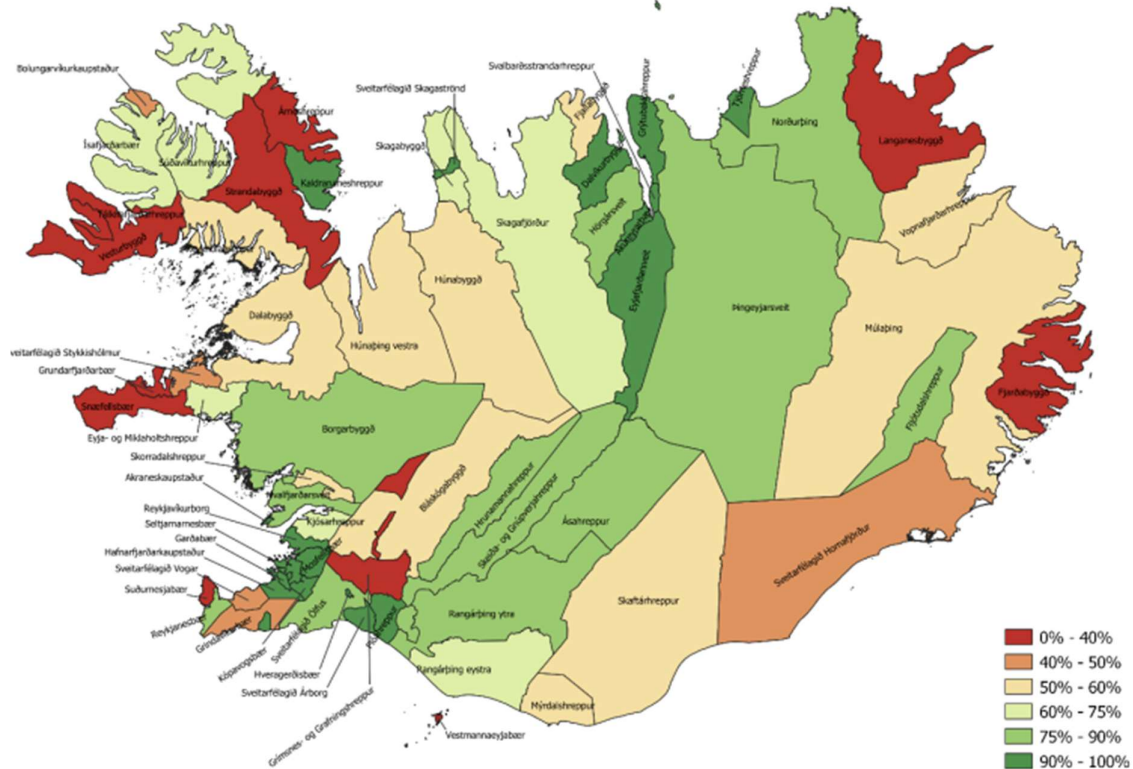 Bolungarvíkurkaupstaður
Ísafjarðarbær
Súðavíkurhreppur
Árneshreppur
Kaldrananeshreppur
Strandabyggð
Vesturbyggð
Sveitarfélagið Skagaströnd
Skagabyggð
Svalbarðsstrandarhreppur
Grýtubakkahreppur
Tjörneshreppur
Fjallabyggð
Dalvíkurbyggð
Hörgársveit
Skagafjörður
Norðurþing
Langanesbyggð
Vopnafjarðarhreppur
Húnabyggð
Eyjafjarðarsveit
Þingeyjarsveit
Dalabyggð
Húnaþing vestra
Múlaþing
Fljótsdalshreppur
Fjarðabyggð
veitarfélagið Stykkishólmur
Grundarfjarðarbær
Snæfellsbær
Eyja- og Miklaholtshreppur
Borgarbyggð
Skorradalshreppur
Akraneskaupstaður
Hvalfjarðarsveit
Bláskógabyggð
Hrunamannahreppur
Skeiða- og Gnúpverjahreppur
Ásahreppur
Reykjavíkurborg
Seltjarnarnesbær
Kjósarhreppur
Garðabær
Mosfellsbær
Hafnarfjarðarkaupstaður
Sveitarfélagið Vogar
Suðurnesjabær
Reykjanesbær
Grindavíkurbær
Kópavogsbær
Sveitarfélagið Ölfus
Hveragerðisbær
Sveitarfélagið Árborg
Flóahreppur
Grímsnes- og Grafningshreppur
Rangárþing ytra
Rangárþing eystra
Skaftárhreppur
Mýrdalshreppur
Sveitarfélagið Hornafjörður
Vestmannaeyjabær
0% - 40%
40% - 50%
50% - 60%
60% - 75%
75% - 90%
90% - 100%